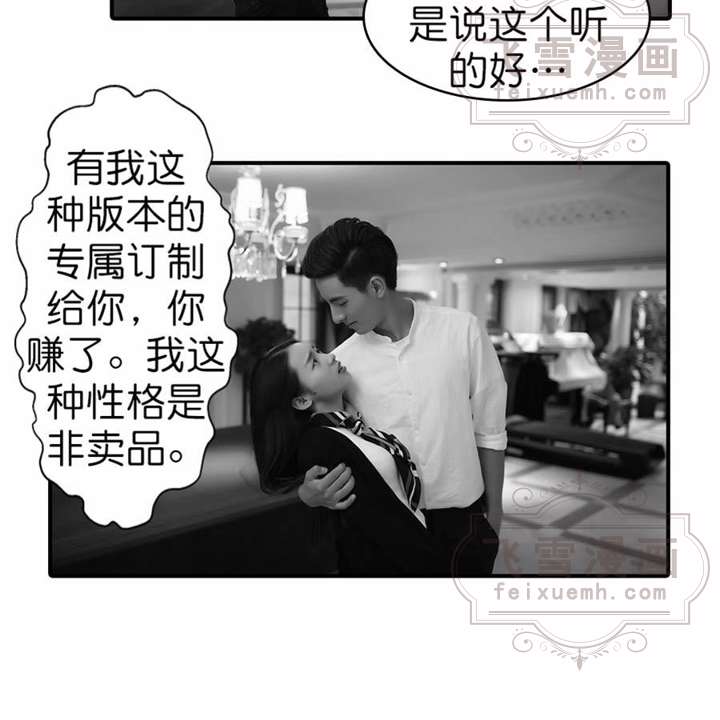 是说这个听
的好…
飞雪漫画
feixuemh.com
有我这
种版本的
专属订制
给你，你
赚了。我这
种性格是
非卖品。
飞雪漫画
feixuemh.com